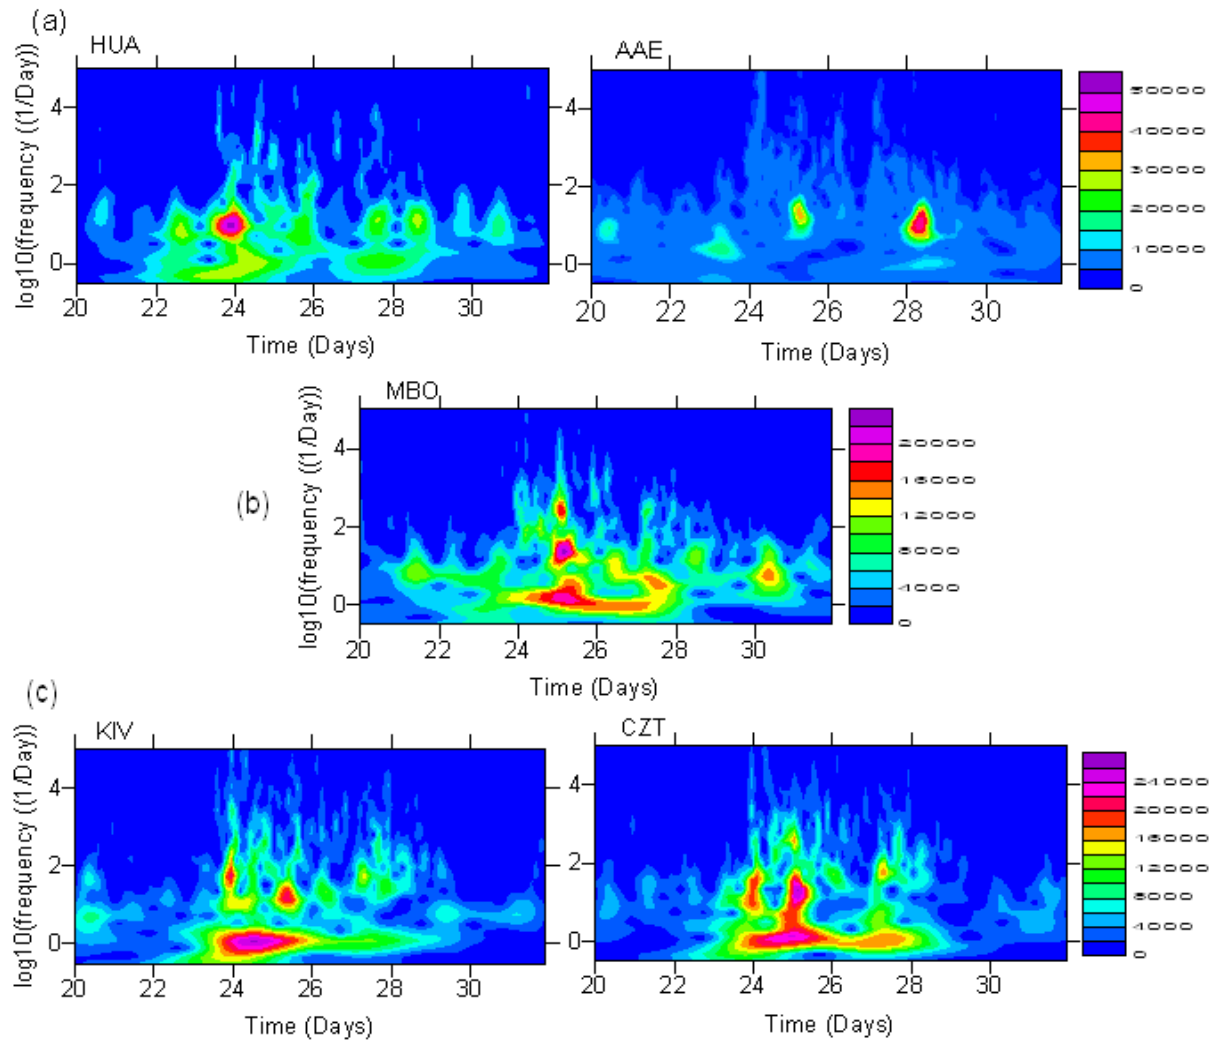 (a)
HUA
log10(frequency ((1/Day))
4
2
0
20 22 24 26 28 30
Time (Days)
AAE
4
2
0
20 22 24 26 28 30
Time (Days)
50000
40000
30000
20000
10000
0
(b)
MBO
log10(frequency ((1/Day))
4
2
0
20 22 24 26 28 30
Time (Days)
20000
16000
12000
8000
4000
0
(c)
KIV
log10(frequency ((1/Day))
4
2
0
20 22 24 26 28 30
Time (Days)
CZT
4
2
0
20 22 24 26 28 30
Time (Days)
24000
20000
16000
12000
8000
4000
0